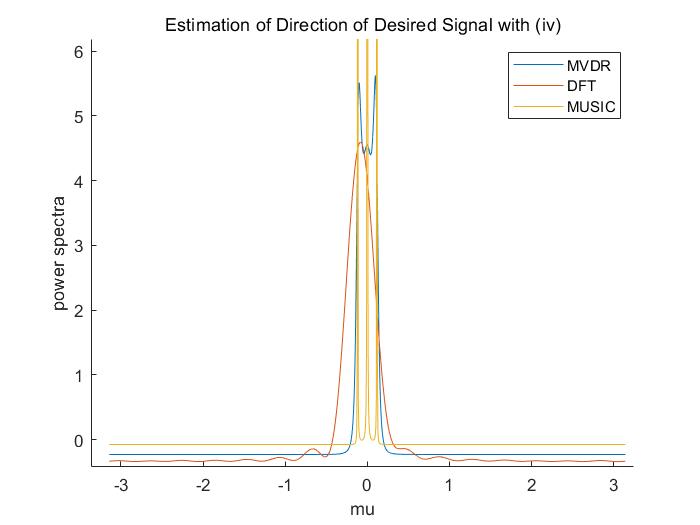 Estimation of Direction of Desired Signal with (iv)
MVDR
DFT
MUSIC
power spectra
6
5
4
3
2
1
0
-3 -2 -1 0 1 2 3
mu